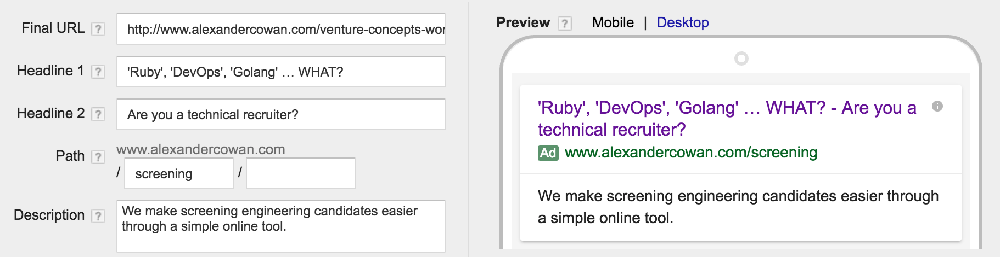 Final URL ?
http://www.alexandercowan.com/venture-concepts-wor
Headline 1 ?
'Ruby', 'DevOps', 'Golang' … WHAT?
Headline 2 ?
Are you a technical recruiter?
Path ?
www.alexandercowan.com
/ screening /
Description ?
We make screening engineering candidates easier
through a simple online tool.
Preview ? Mobile | Desktop
'Ruby', 'DevOps', 'Golang' … WHAT? - Are you a
technical recruiter?
Ad www.alexandercowan.com/screening
We make screening engineering candidates easier through
a simple online tool.